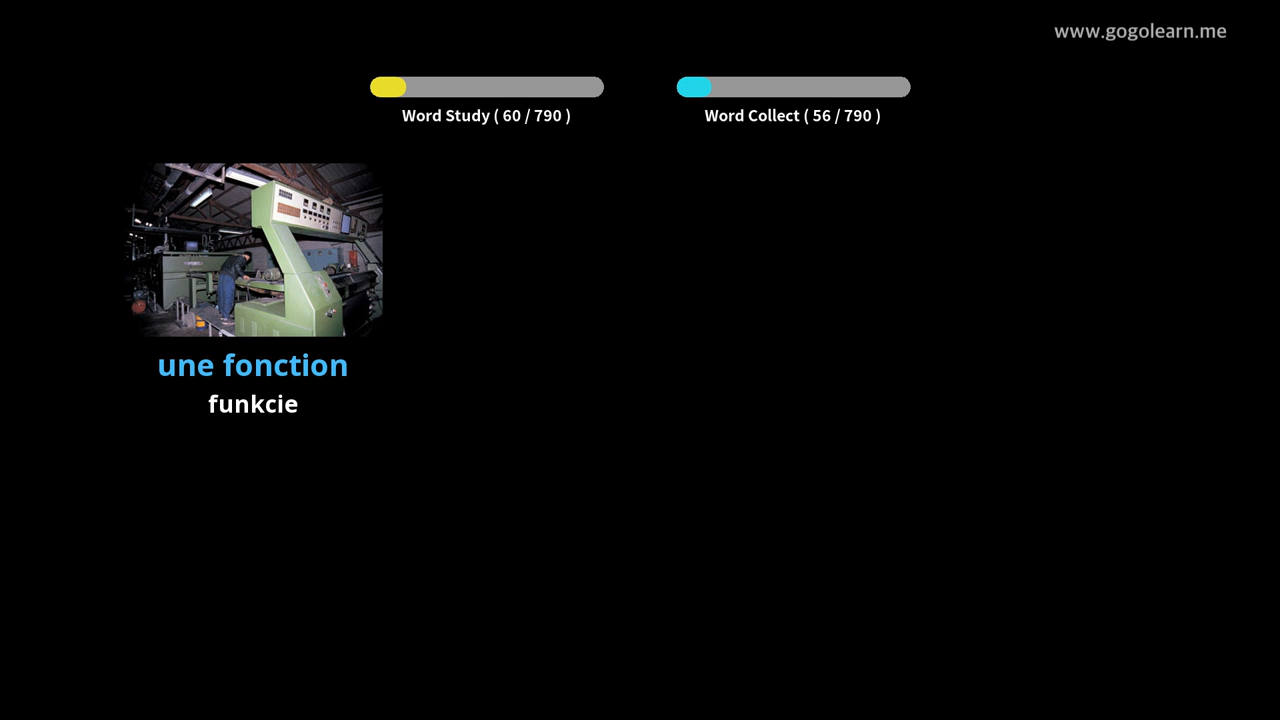 www.gogolearn.me
Word Study ( 60 / 790 )
Word Collect ( 56 / 790 )
une fonction
funkcie